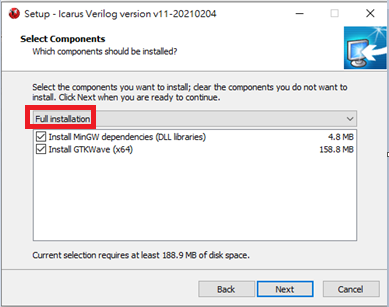 Setup - Icarus Verilog version v11-20210204
Select Components
Which components should be installed?
Select the components you want to install; clear the components you do not want to
install. Click Next when you are ready to continue.
Full installation
Install MinGW dependencies (DLL libraries) 4.8 MB
Install GTKWave (x64) 158.8 MB
Current selection requires at least 188.9 MB of disk space.
Back Next Cancel